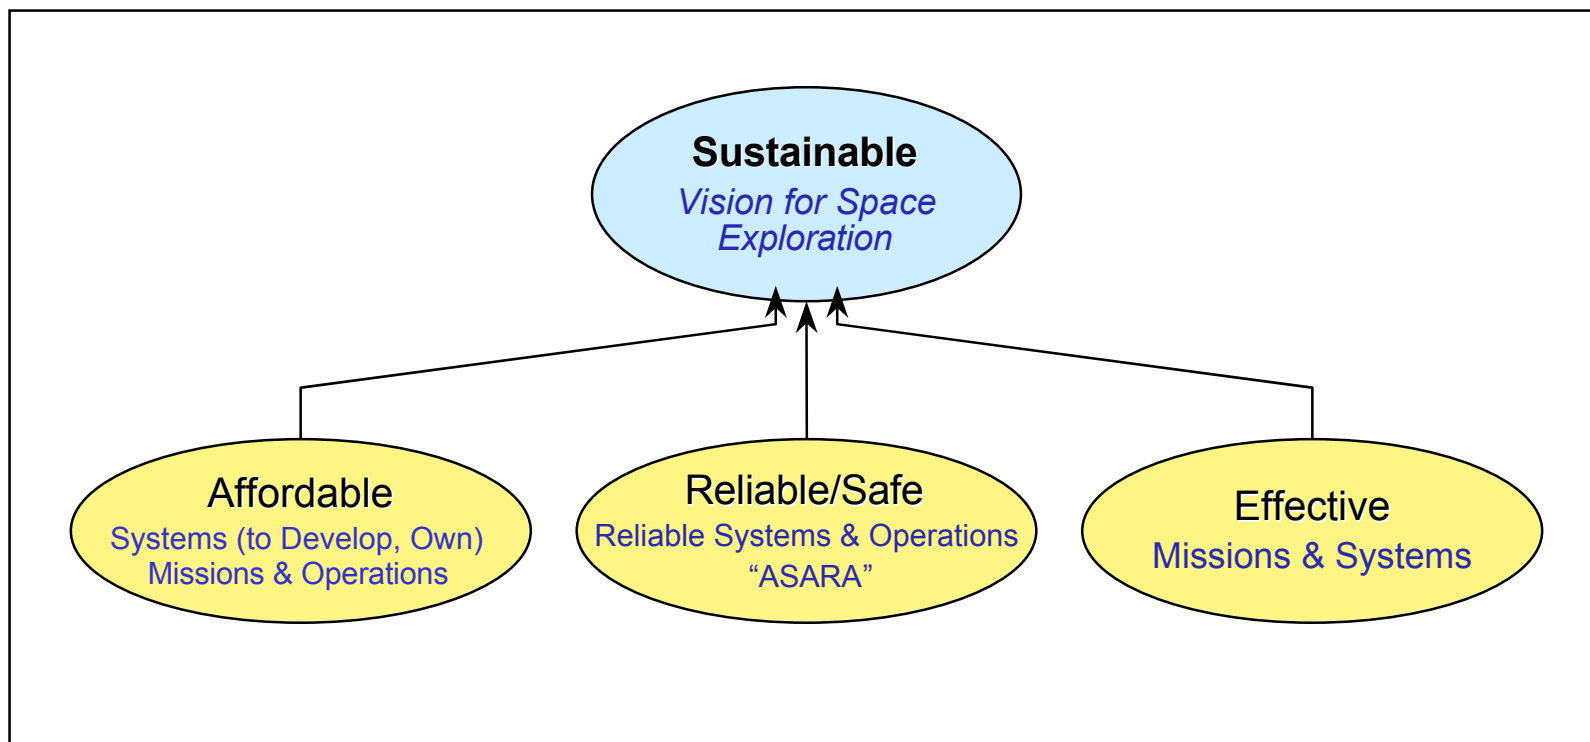 Sustainable
Vision for Space
Exploration
Affordable
Systems (to Develop, Own)
Missions & Operations
Reliable/Safe
Reliable Systems & Operations
“ASARA”
Effective
Missions & Systems